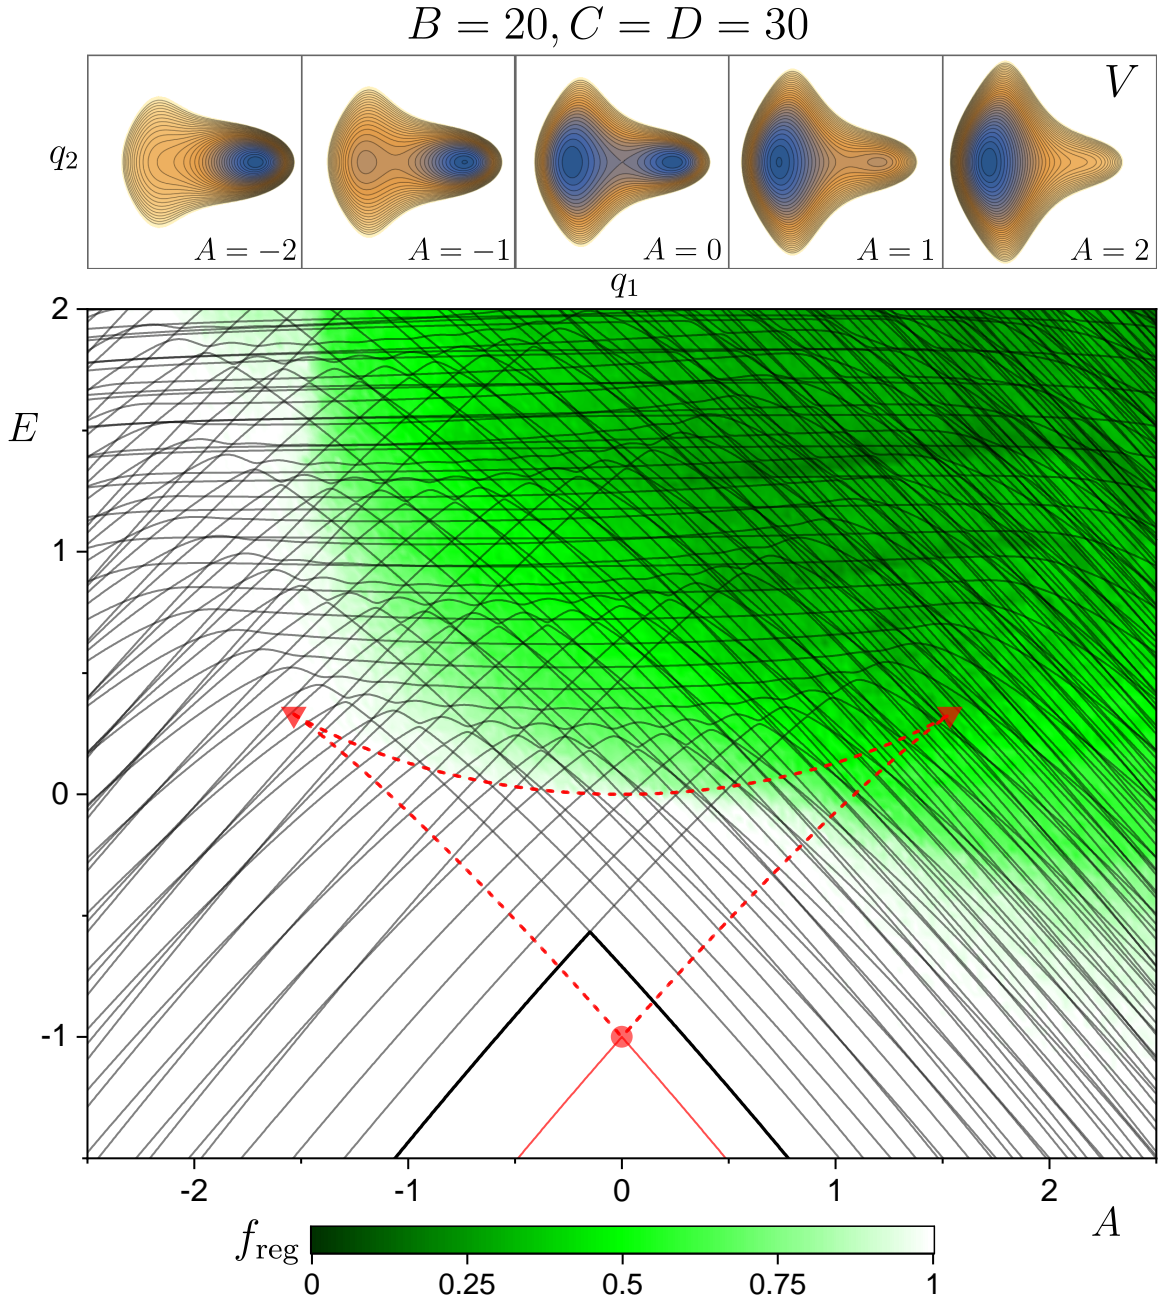 B = 20, C = D = 30
V
q2
A = −2 A = −1 A = 0 A = 1 A = 2
q1
2
E
1
0
-1
-2 -1 0 1 2
A
freg
0 0.25 0.5 0.75 1